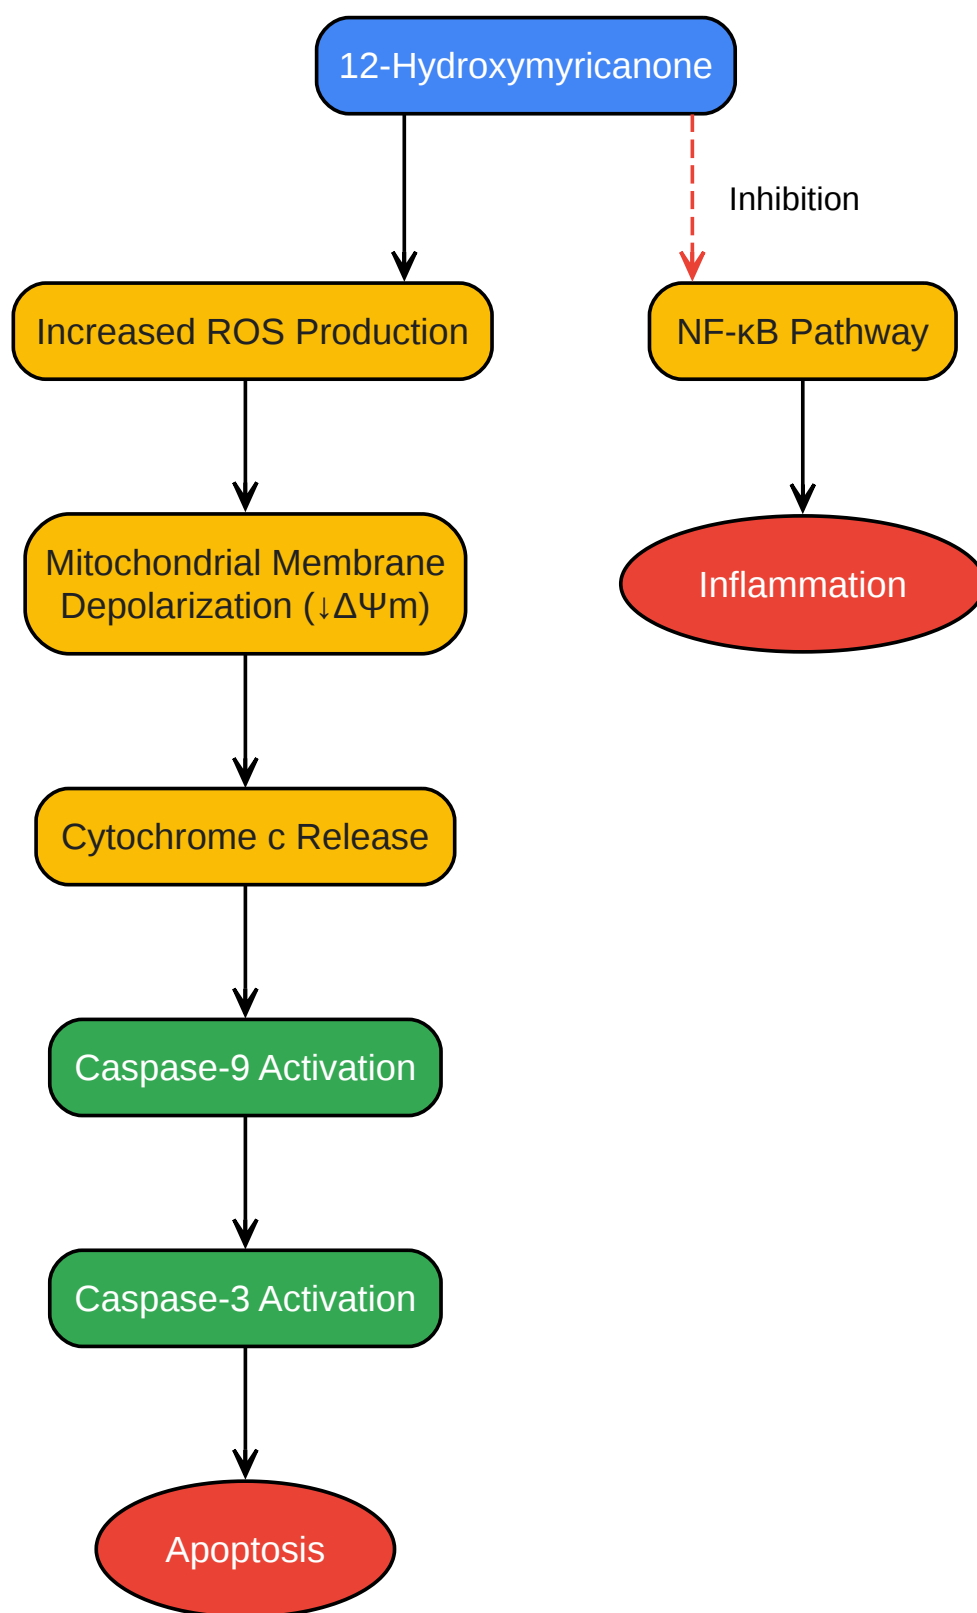 12-Hydroxymyricanone
Inhibition
Increased ROS Production
NF-κB Pathway
Mitochondrial Membrane
Depolarization (↓ΔΨm)
Inflammation
Cytochrome c Release
Caspase-9 Activation
Caspase-3 Activation
Apoptosis